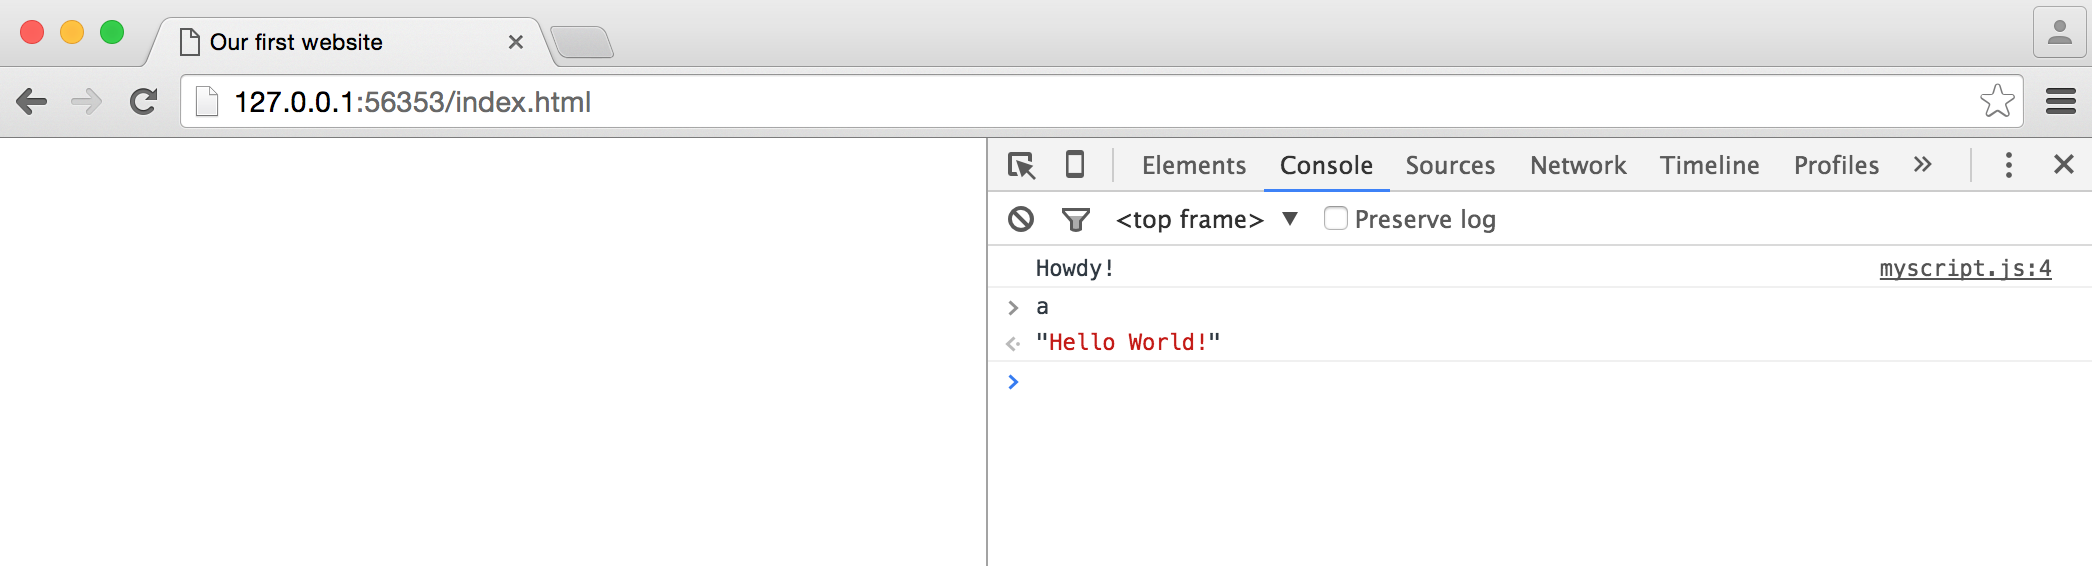 Our first website
127.0.0.1:56353/index.html
Elements Console Sources Network Timeline Profiles »
<top frame> ▼ Preserve log
Howdy! myscript.js:4
> a
"Hello World!"
>